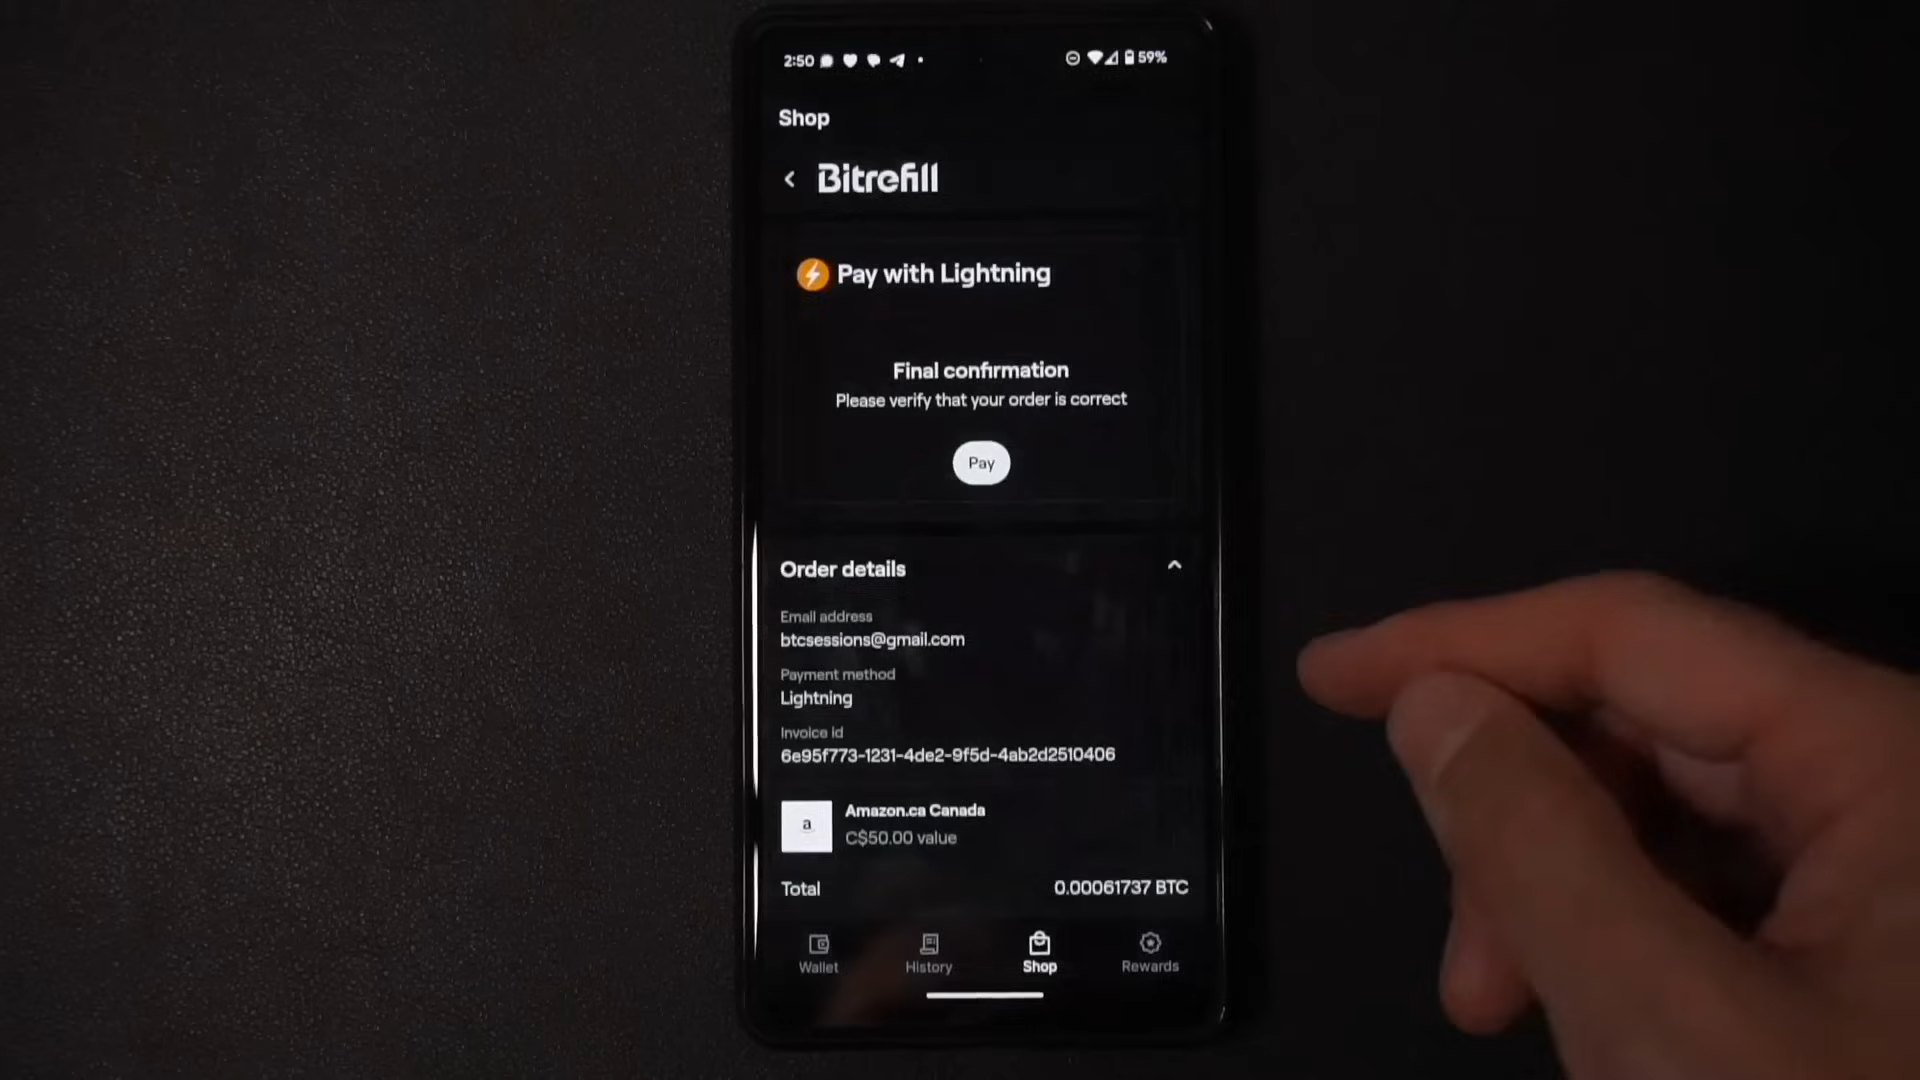 2:50 59%
Shop
Bitrefill
Pay with Lightning
Final confirmation
Please verify that your order is correct
Pay
Order details
Email address
btcsessions@gmail.com
Payment method
Lightning
Invoice id
6e95f773-1231-4de2-9f5d-4ab2d2510406
a
Amazon.ca Canada
C$50.00 value
Total 0.00061737 BTC
Wallet History Shop Rewards